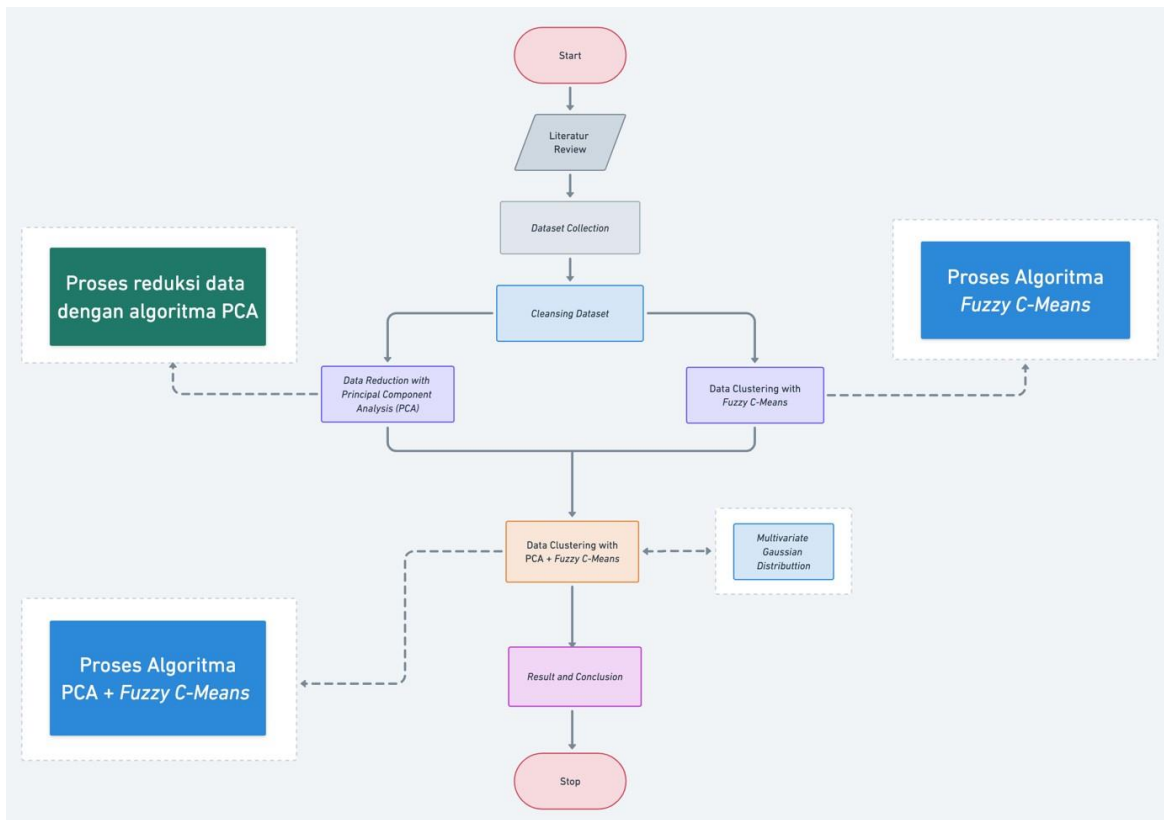 Start
Literatur
Review
Dataset Collection
Proses reduksi data
dengan algoritma PCA
Cleansing Dataset
Proses Algoritma
Fuzzy C-Means
Data Reduction with
Principal Component
Analysis (PCA)
Data Clustering with
Fuzzy C-Means
Data Clustering with
PCA + Fuzzy C-Means
Multivariate
Gaussian
Distributtion
Proses Algoritma
PCA + Fuzzy C-Means
Result and Conclusion
Stop